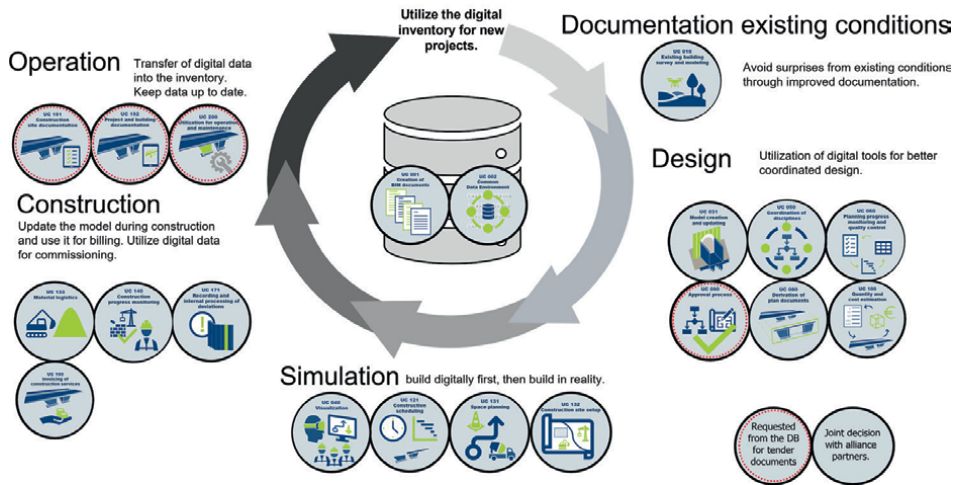 Utilize the digital
inventory for new
projects.
Documentation existing conditions
UC 010
Existing building
survey and modeling
Avoid surprises from existing conditions
through improved documentation.
Operation
Transfer of digital data
into the inventory.
Keep data up to date.
UC 191
Construction
site documentation
UC 192
Project and building
documentation
UC 200
Utilization for operation
and maintenance
UC 001
Creation of
BIM documents
UC 002
Common
Data Environment
Design
Utilization of digital tools for better
coordinated design.
UC 031
Model creation
and updating
UC 050
Coordination of
disciplines
UC 060
Planning progress
monitoring and
quality control
Approval process
UC 080
Derivation of
plan documents
UC 100
Quantity and
cost estimation
Construction
Update the model during construction
and use it for billing. Utilize digital data
for commissioning.
UC 133
Material logistics
UC 140
Construction
progress monitoring
UC 171
Recording and
internal processing of
deviations
UC 150
Invoicing of
construction services
Simulation
build digitally first, then build in reality.
UC 040
Visualization
UC 121
Construction
scheduling
UC 131
Space planning
UC 132
Construction site setup
Requested
from the DB
for tender
documents
Joint decision
with alliance
partners.